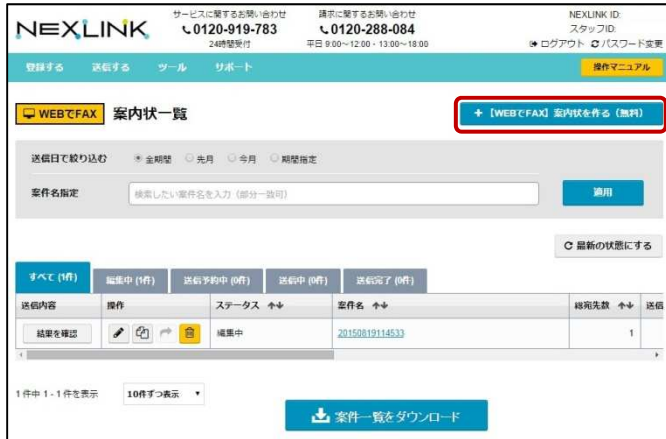 NEXLINK
サービスに関するお問い合わせ
0120-919-783
24時間受付
請求に関するお問い合わせ
0120-288-084
平日 9:00~12:00・13:00~18:00
NEXLINK ID:
スタッフID:
ログアウト パスワード変更
登録する 送信する ツール サポート
操作マニュアル
WEBでFAX 案内状一覧
+ 【WEBでFAX】案内状を作る(無料)
送信日で絞り込む 全期間 先月 今月 期間指定
案件名指定 検索したい案件名を入力(部分一致可) 適用
最新の状態にする
すべて (1件) 編集中 (1件) 送信予約中 (0件) 送信中 (0件) 送信完了 (0件)
送信内容 操作 ステータス 案件名 総宛先数 送信
結果を確認 編集中 20150819114533 1
1件中 1 - 1件を表示 10件ずつ表示
案件一覧をダウンロード